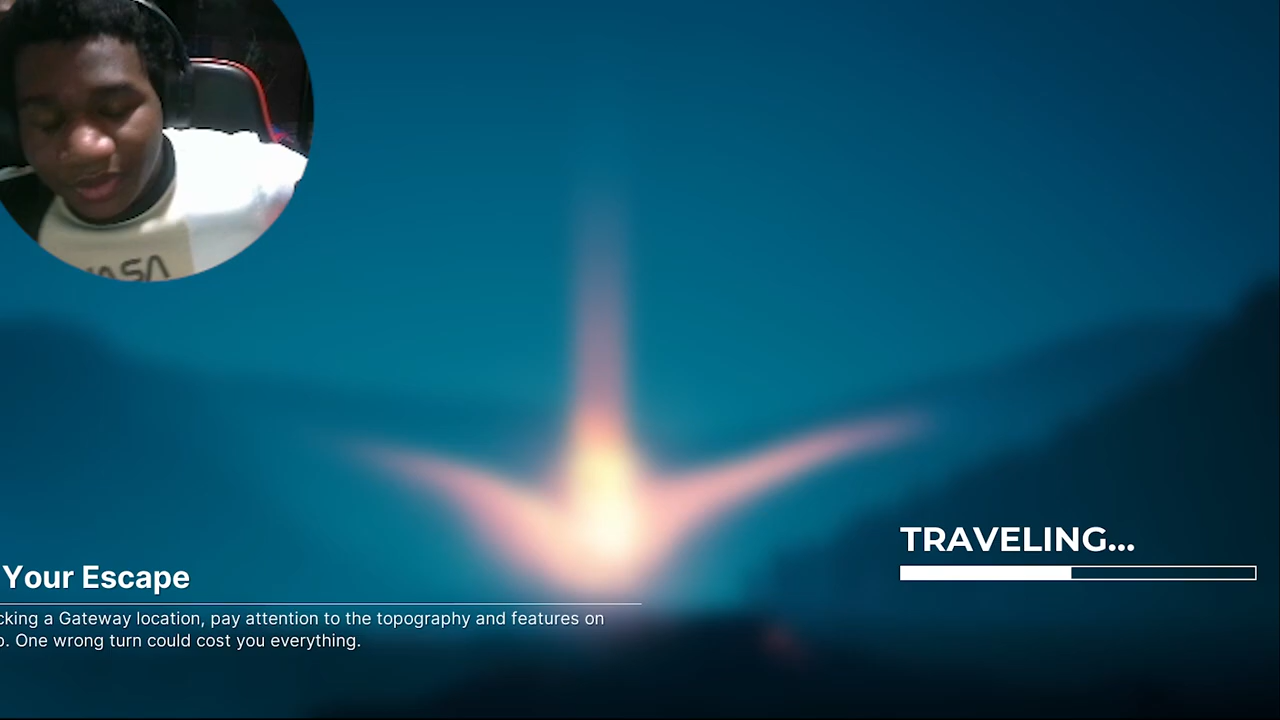 NASA
TRAVELING...
Your Escape
cking a Gateway location, pay attention to the topography and features on
o. One wrong turn could cost you everything.